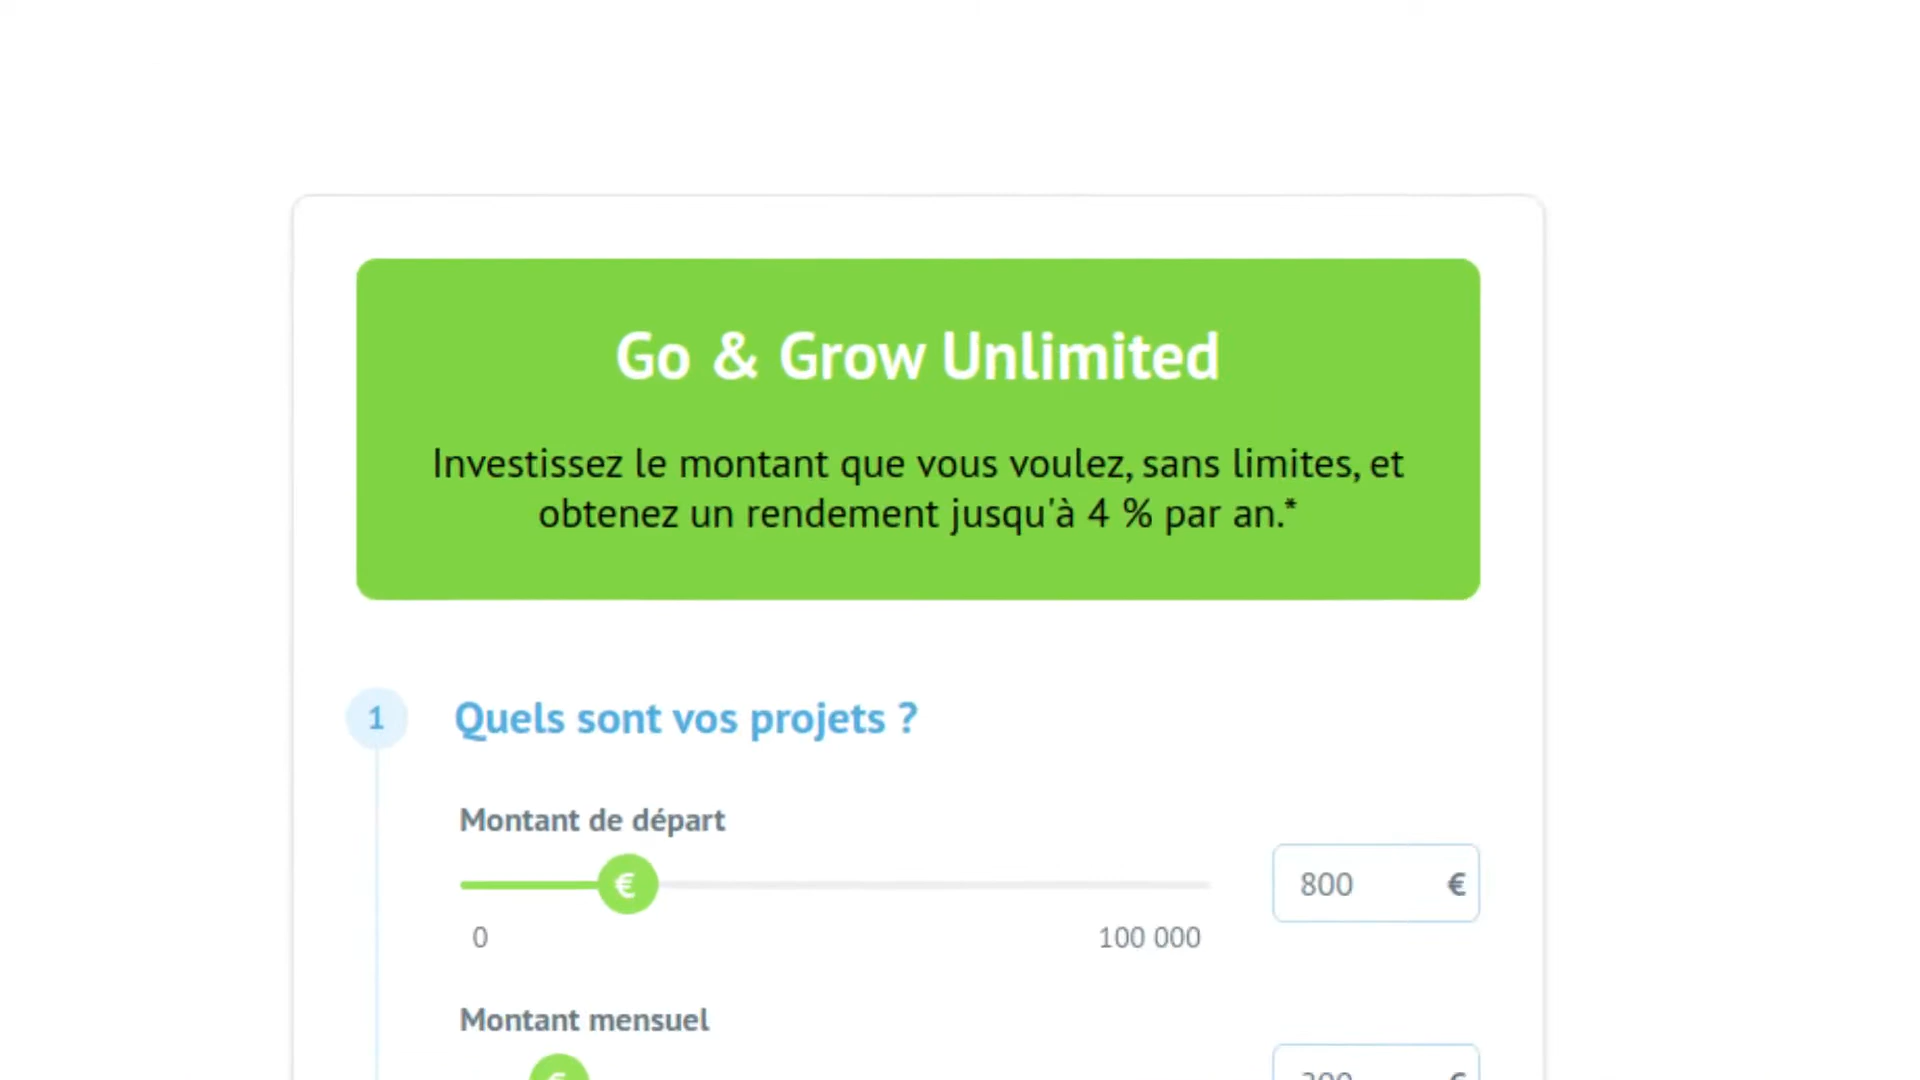 Go & Grow Unlimited
Investissez le montant que vous voulez, sans limites, et
obtenez un rendement jusqu'à 4 % par an.*
1
Quels sont vos projets ?
Montant de départ
€
800 €
0
100 000
Montant mensuel